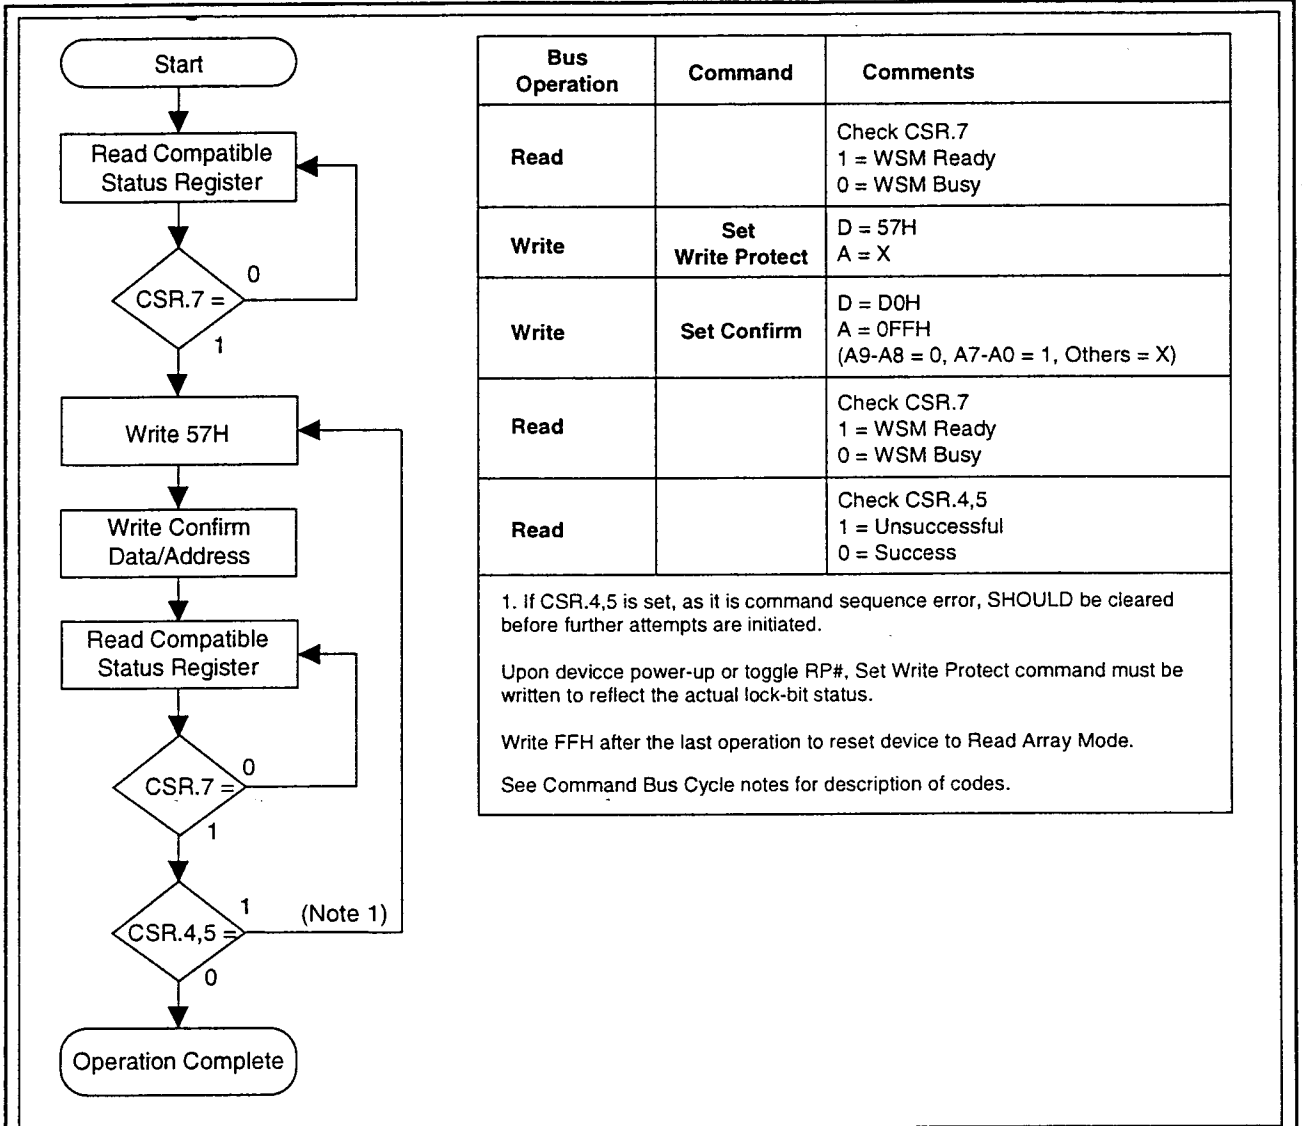 Start
Read Compatible
Status Register
CSR.7 =
0
1
Write 57H
Write Confirm
Data/Address
Read Compatible
Status Register
CSR.7 =
0
1
CSR.4,5 =
1
(Note 1)
0
Operation Complete
Bus
Operation
Command
Comments
Read
Check CSR.7
1 = WSM Ready
0 = WSM Busy
Write
Set
Write Protect
D = 57H
A = X
Write
Set Confirm
D = D0H
A = 0FFH
(A9-A8 = 0, A7-A0 = 1, Others = X)
Read
Check CSR.7
1 = WSM Ready
0 = WSM Busy
Read
Check CSR.4,5
1 = Unsuccessful
0 = Success
1. If CSR.4,5 is set, as it is command sequence error, SHOULD be cleared
before further attempts are initiated.
Upon devicce power-up or toggle RP#, Set Write Protect command must be
written to reflect the actual lock-bit status.
Write FFH after the last operation to reset device to Read Array Mode.
See Command Bus Cycle notes for description of codes.